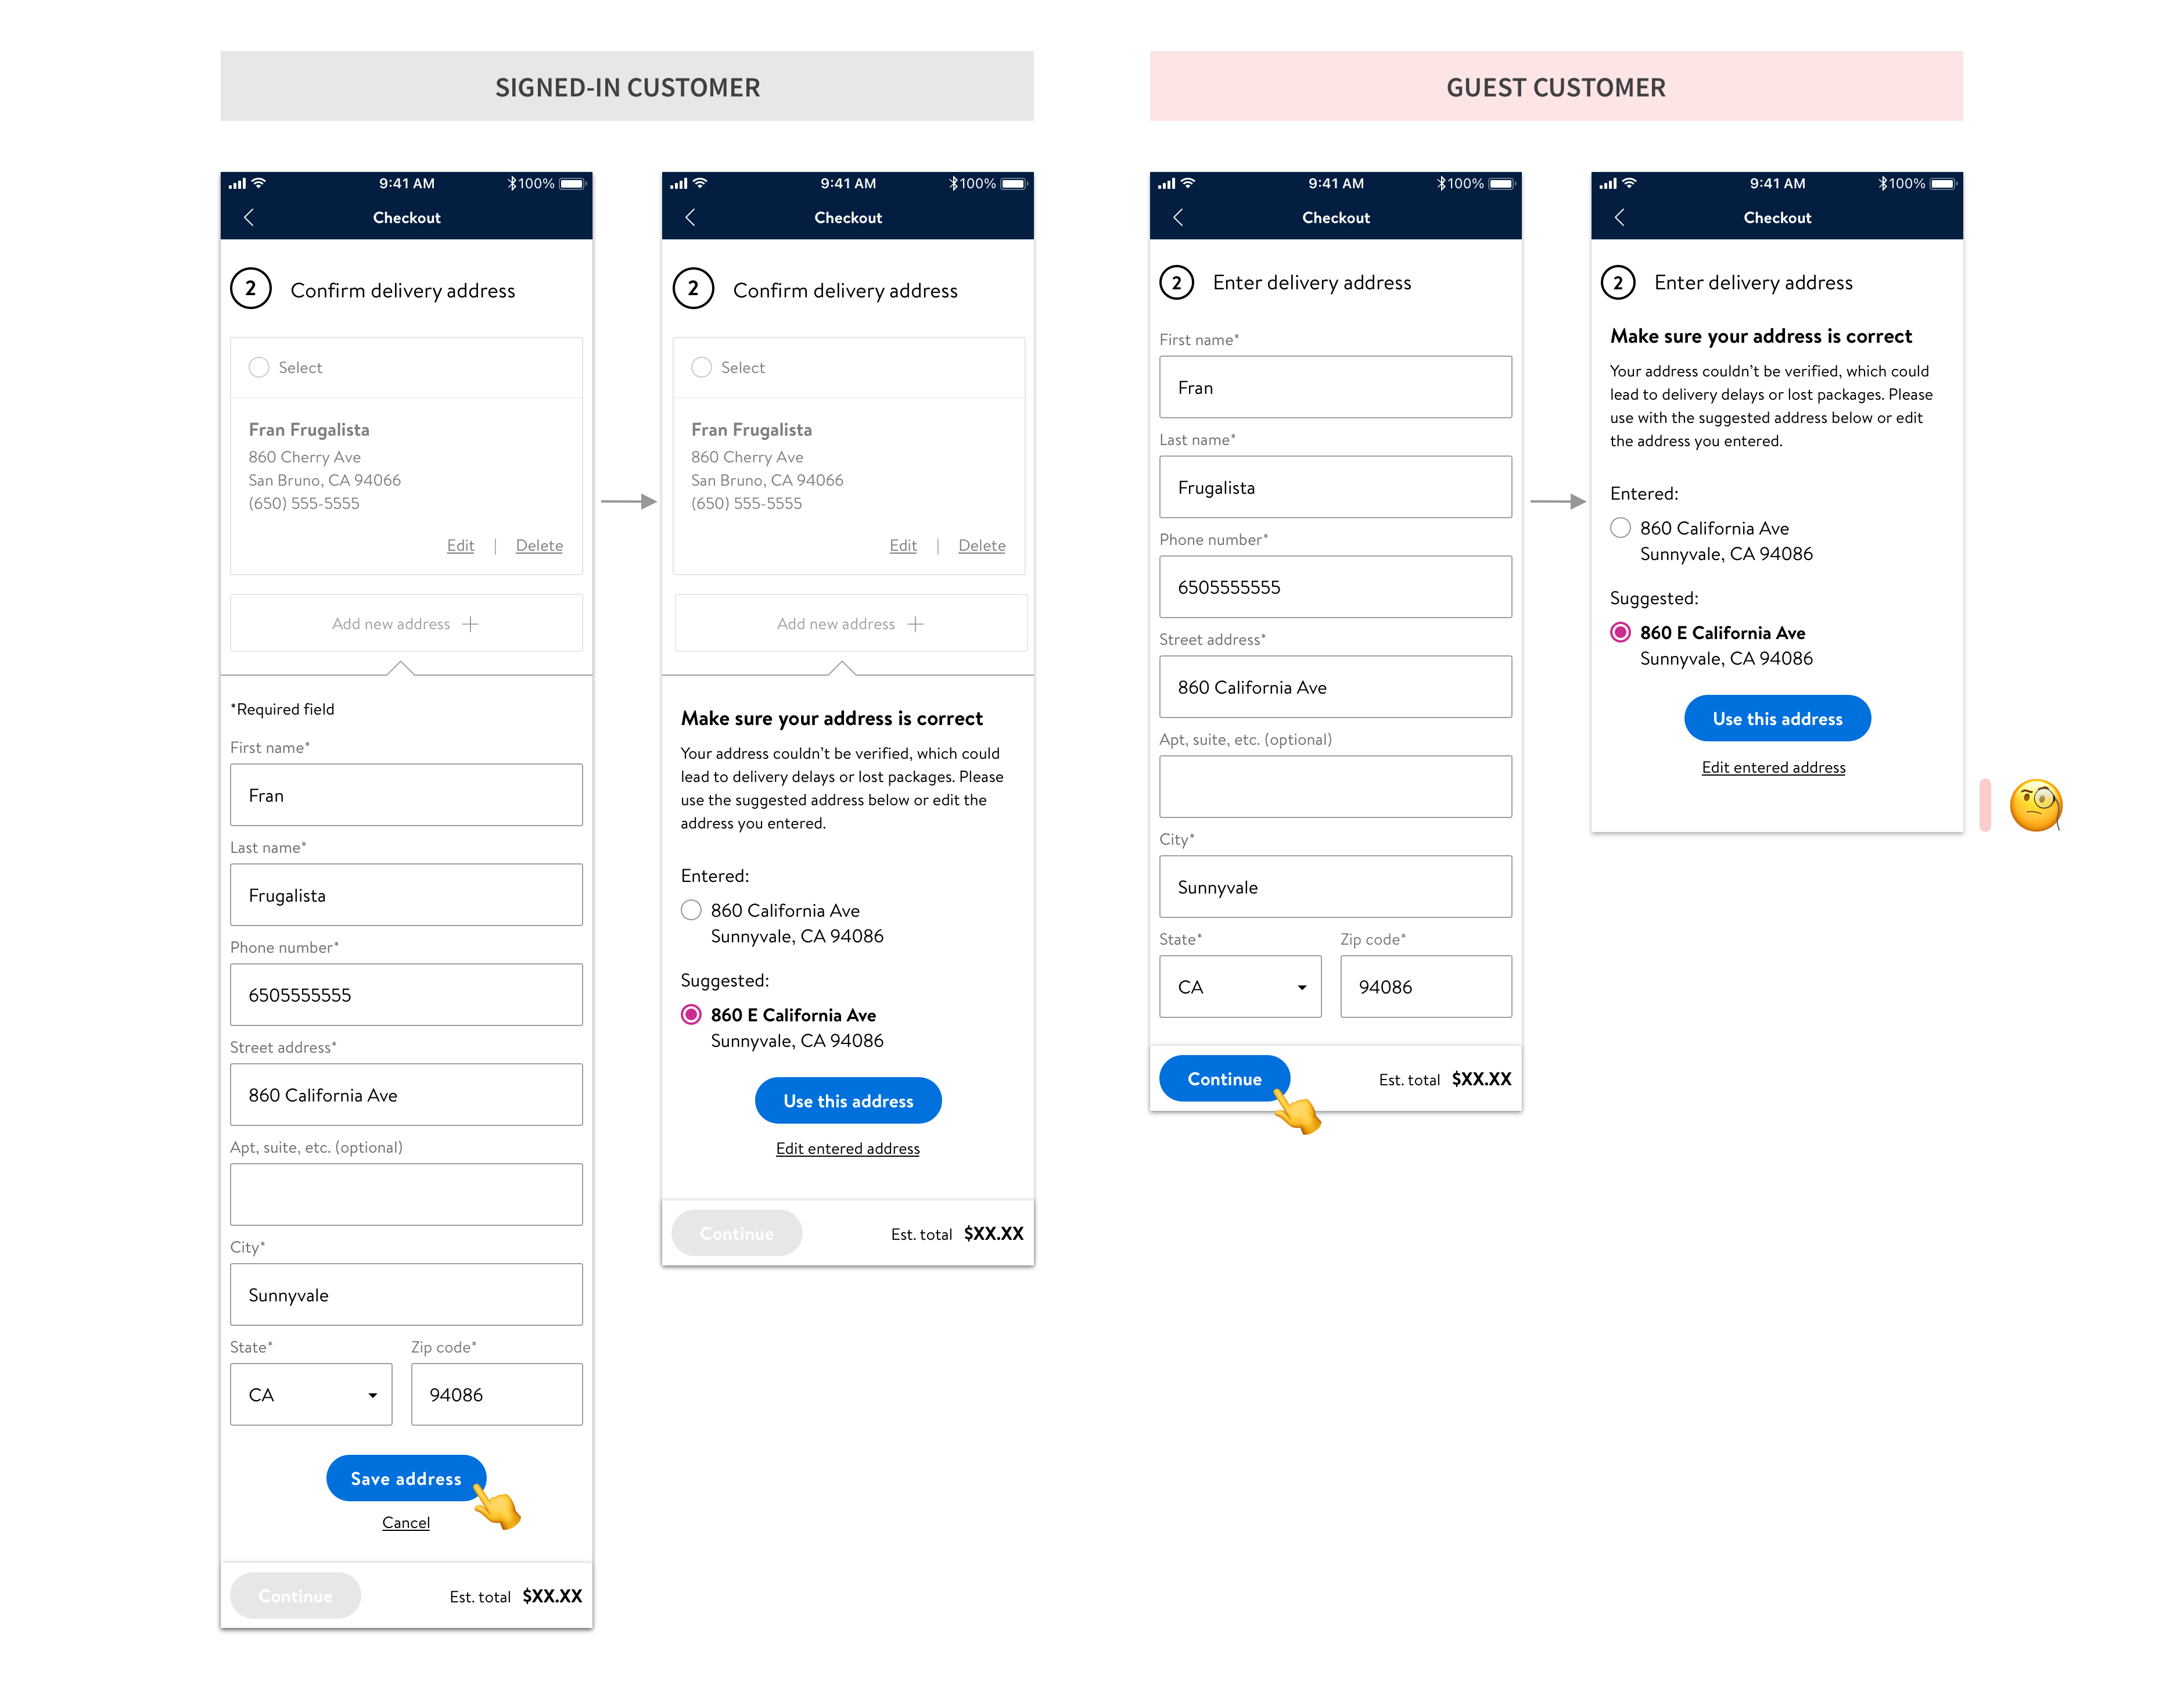 SIGNED-IN CUSTOMER
9:41 AM
100%
Checkout
2
Confirm delivery address
Select
Fran Frugalista
860 Cherry Ave
San Bruno, CA 94066
(650) 555-5555
Edit | Delete
Add new address +
*Required field
First name*
Fran
Last name*
Frugalista
Phone number*
6505555555
Street address*
860 California Ave
Apt, suite, etc. (optional)
City*
Sunnyvale
State* Zip code*
CA 94086
Save address
Cancel
Continue Est. total $XX.XX
9:41 AM
100%
Checkout
2
Confirm delivery address
Select
Fran Frugalista
860 Cherry Ave
San Bruno, CA 94066
(650) 555-5555
Edit | Delete
Add new address +
Make sure your address is correct
Your address couldn’t be verified, which could
lead to delivery delays or lost packages. Please
use the suggested address below or edit the
address you entered.
Entered:
860 California Ave
Sunnyvale, CA 94086
Suggested:
860 E California Ave
Sunnyvale, CA 94086
Use this address
Edit entered address
Continue Est. total $XX.XX
GUEST CUSTOMER
9:41 AM
100%
Checkout
2
Enter delivery address
First name*
Fran
Last name*
Frugalista
Phone number*
6505555555
Street address*
860 California Ave
Apt, suite, etc. (optional)
City*
Sunnyvale
State* Zip code*
CA 94086
Continue Est. total $XX.XX
9:41 AM
100%
Checkout
2
Enter delivery address
Make sure your address is correct
Your address couldn’t be verified, which could
lead to delivery delays or lost packages. Please
use with the suggested address below or edit
the address you entered.
Entered:
860 California Ave
Sunnyvale, CA 94086
Suggested:
860 E California Ave
Sunnyvale, CA 94086
Use this address
Edit entered address